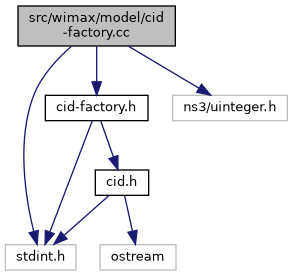 src/wimax/model/cid
-factory.cc
cid-factory.h
ns3/uinteger.h
cid.h
stdint.h
ostream